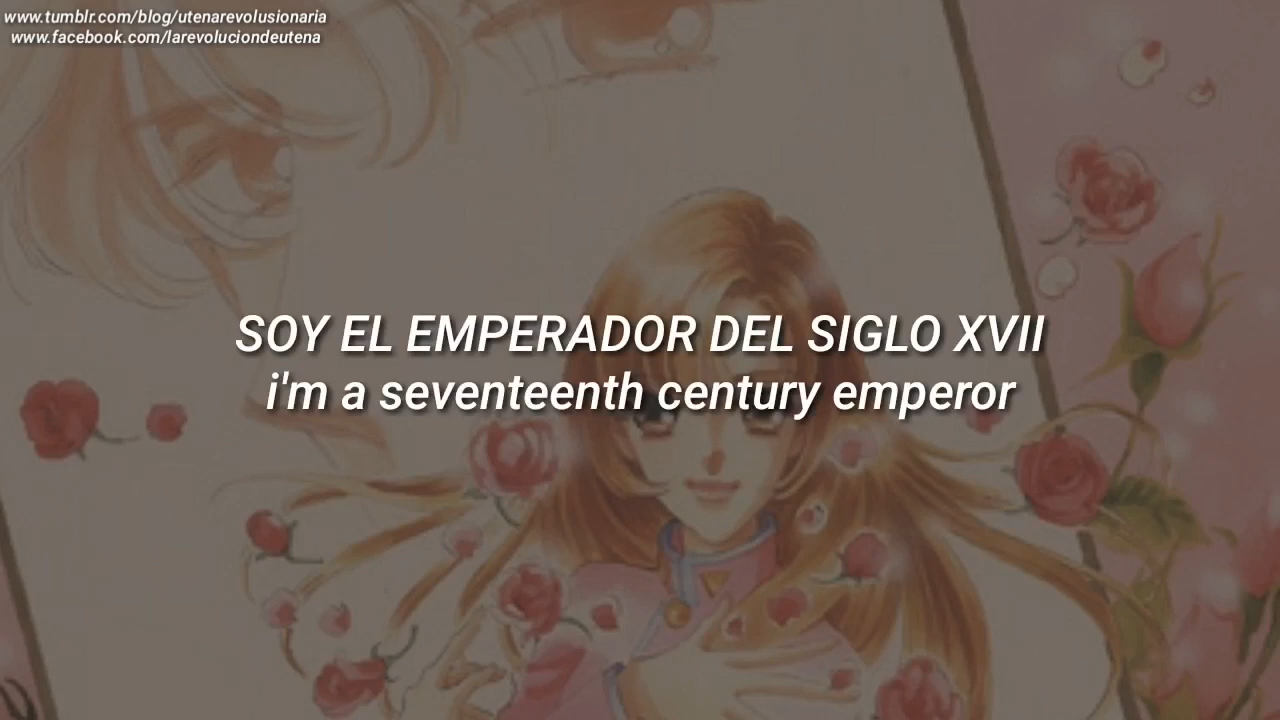 www.tumblr.com/blog/utenarevolusionaria
www.facebook.com/larevoluciondeutena
SOY EL EMPERADOR DEL SIGLO XVII
i'm a seventeenth century emperor